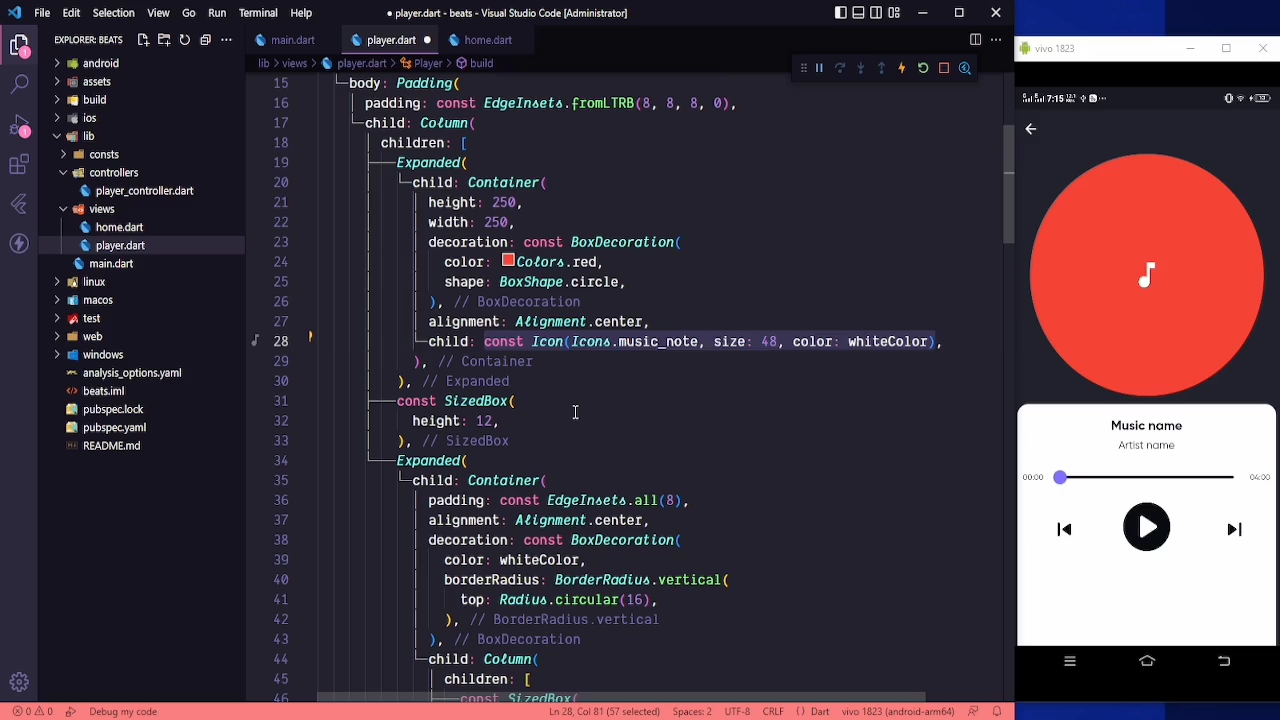 File Edit Selection View Go Run Terminal Help
● player.dart - beats - Visual Studio Code [Administrator]
EXPLORER: BEATS
main.dart
player.dart
home.dart
lib > views > player.dart > Player > build
android
assets
build
ios
lib
consts
controllers
player_controller.dart
views
home.dart
player.dart
main.dart
linux
macos
test
web
windows
analysis_options.yaml
beats.iml
pubspec.lock
pubspec.yaml
README.md
1
1
15 body: Padding(
16 padding: const EdgeInsets.fromLTRB(8, 8, 8, 0),
17 child: Column(
18 children: [
19 Expanded(
20 child: Container(
21 height: 250,
22 width: 250,
23 decoration: const BoxDecoration(
24 color: Colors.red,
25 shape: BoxShape.circle,
26 ), // BoxDecoration
27 alignment: Alignment.center,
28 child: const Icon(Icons.music_note, size: 48, color: whiteColor),
29 ), // Container
30 ), // Expanded
31 const SizedBox(
32 height: 12,
33 ), // SizedBox
34 Expanded(
35 child: Container(
36 padding: const EdgeInsets.all(8),
37 alignment: Alignment.center,
38 decoration: const BoxDecoration(
39 color: whiteColor,
40 borderRadius: BorderRadius.vertical(
41 top: Radius.circular(16),
42 ), // BorderRadius.vertical
43 ), // BoxDecoration
44 child: Column(
45 children: [
46 const SizedBox(
0 0 Debug my code
Ln 28, Col 81 (57 selected) Spaces: 2 UTF-8 CRLF {} Dart vivo 1823 (android-arm64)
vivo 1823
7:15
Music name
Artist name
00:00 04:00